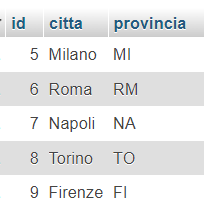 id citta provincia
5 Milano MI
6 Roma RM
7 Napoli NA
8 Torino TO
9 Firenze FI